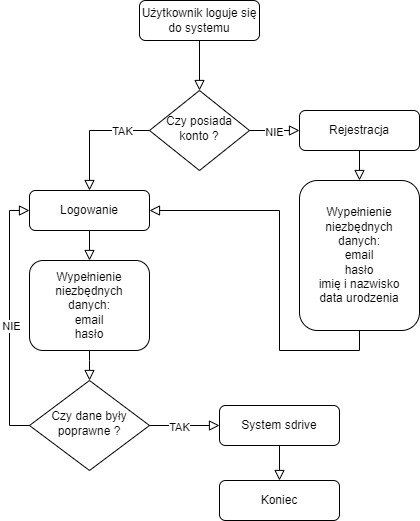 Użytkownik loguje się
do systemu
Czy posiada
konto ?
TAK
NIE
Rejestracja
Logowanie
Wypełnienie
niezbędnych
danych:
email
hasło
imię i nazwisko
data urodzenia
Wypełnienie
niezbędnych
danych:
email
hasło
NIE
Czy dane były
poprawne ?
TAK
System sdrive
Koniec